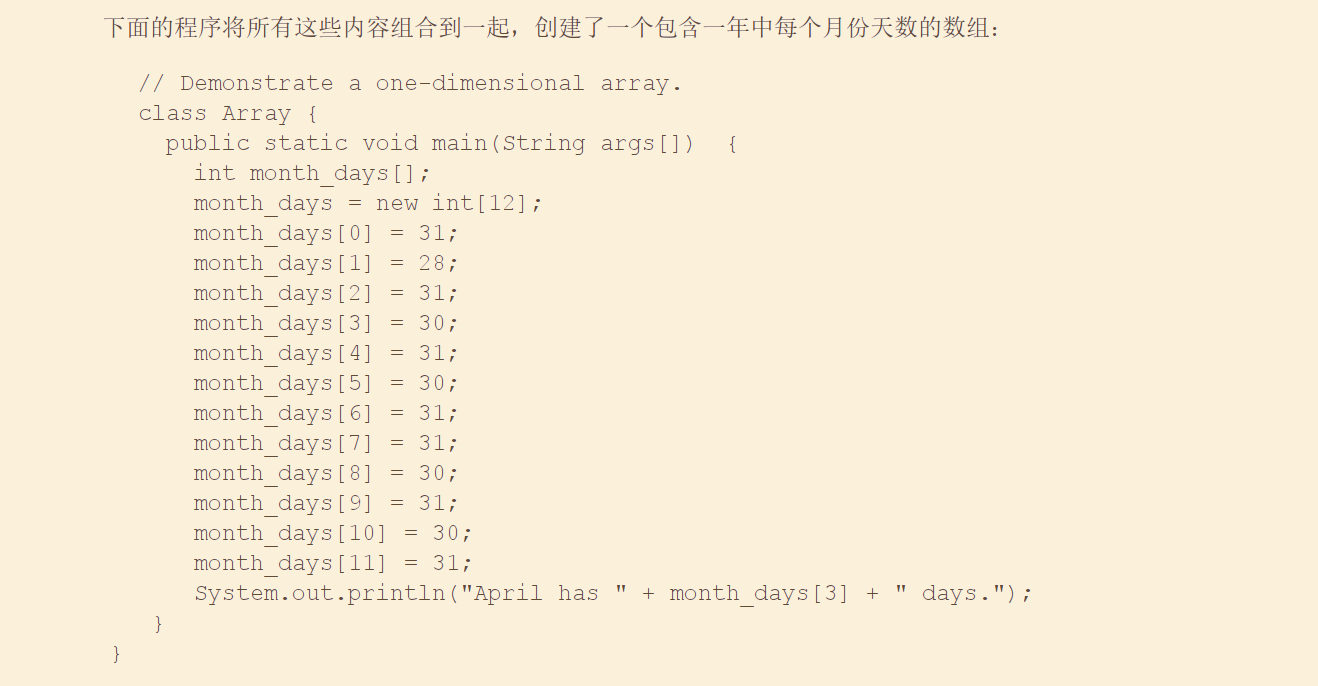 下面的程序将所有这些内容组合到一起，创建了一个包含一年中每个月份天数的数组：
// Demonstrate a one-dimensional array.
class Array {
public static void main(String args[])  {
int month_days[];
month_days = new int[12];
month_days[0] = 31;
month_days[1] = 28;
month_days[2] = 31;
month_days[3] = 30;
month_days[4] = 31;
month_days[5] = 30;
month_days[6] = 31;
month_days[7] = 31;
month_days[8] = 30;
month_days[9] = 31;
month_days[10] = 30;
month_days[11] = 31;
System.out.println("April has " + month_days[3] + " days.");
}
}